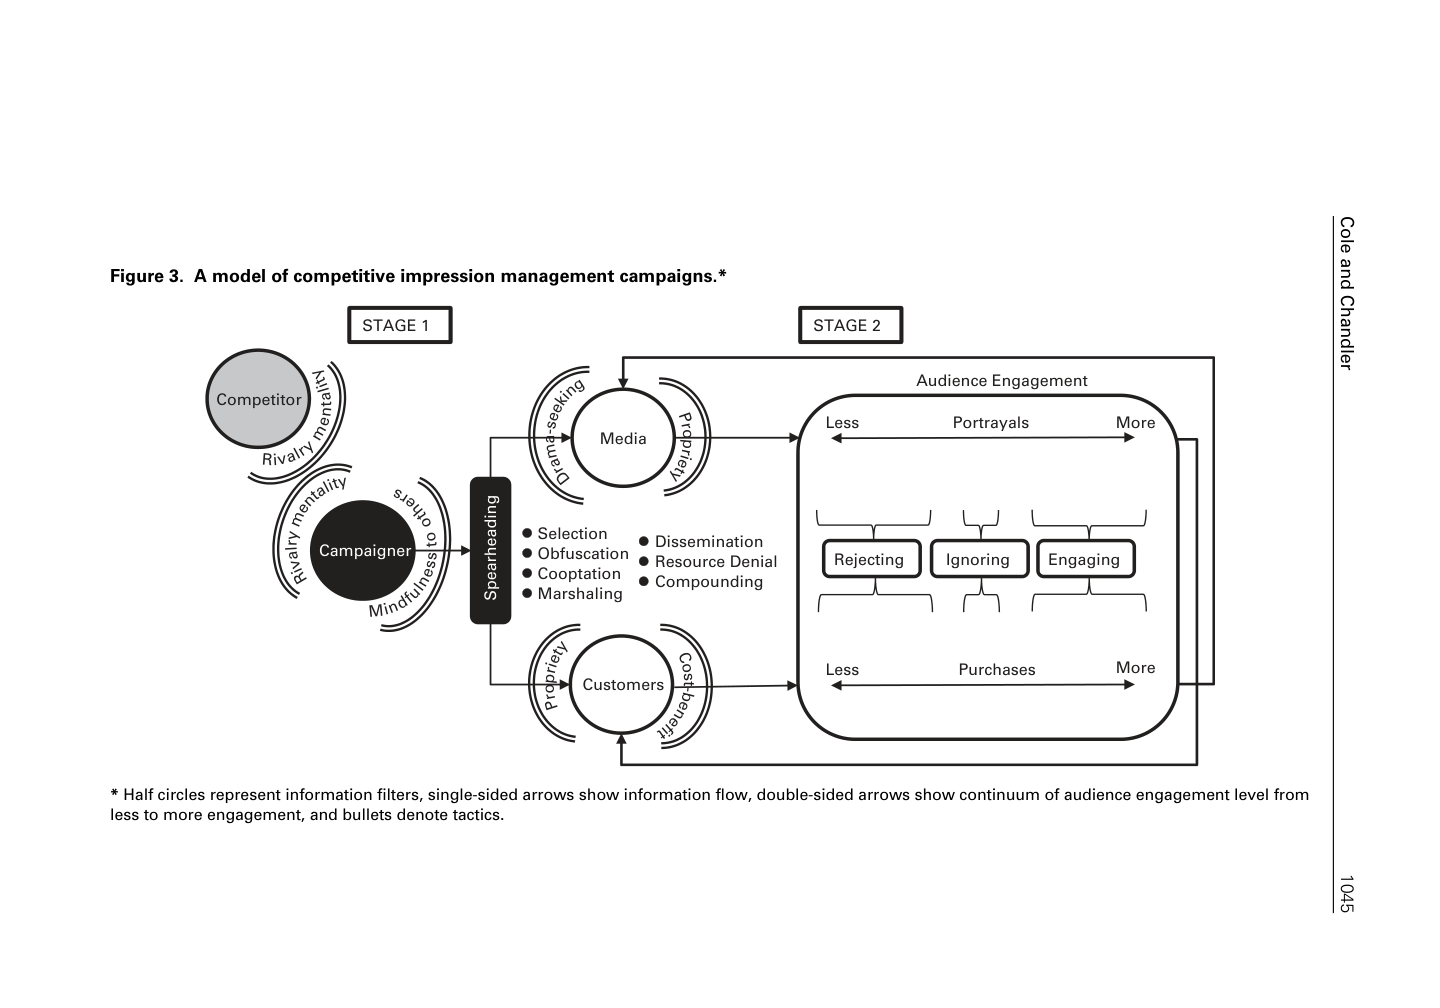 Cole and Chandler
1045
Figure 3. A model of competitive impression management campaigns.*
STAGE 1
STAGE 2
Competitor
Rivalry mentality
Rivalry mentality
Campaigner
Mindfulness to others
Spearheading
Drama-seeking
Media
Propriety
● Selection
● Obfuscation
● Cooptation
● Marshaling
● Dissemination
● Resource Denial
● Compounding
Propriety
Customers
Cost-benefit
Audience Engagement
Less Portrayals More
Rejecting Ignoring Engaging
Less Purchases More
* Half circles represent information filters, single-sided arrows show information flow, double-sided arrows show continuum of audience engagement level from
less to more engagement, and bullets denote tactics.